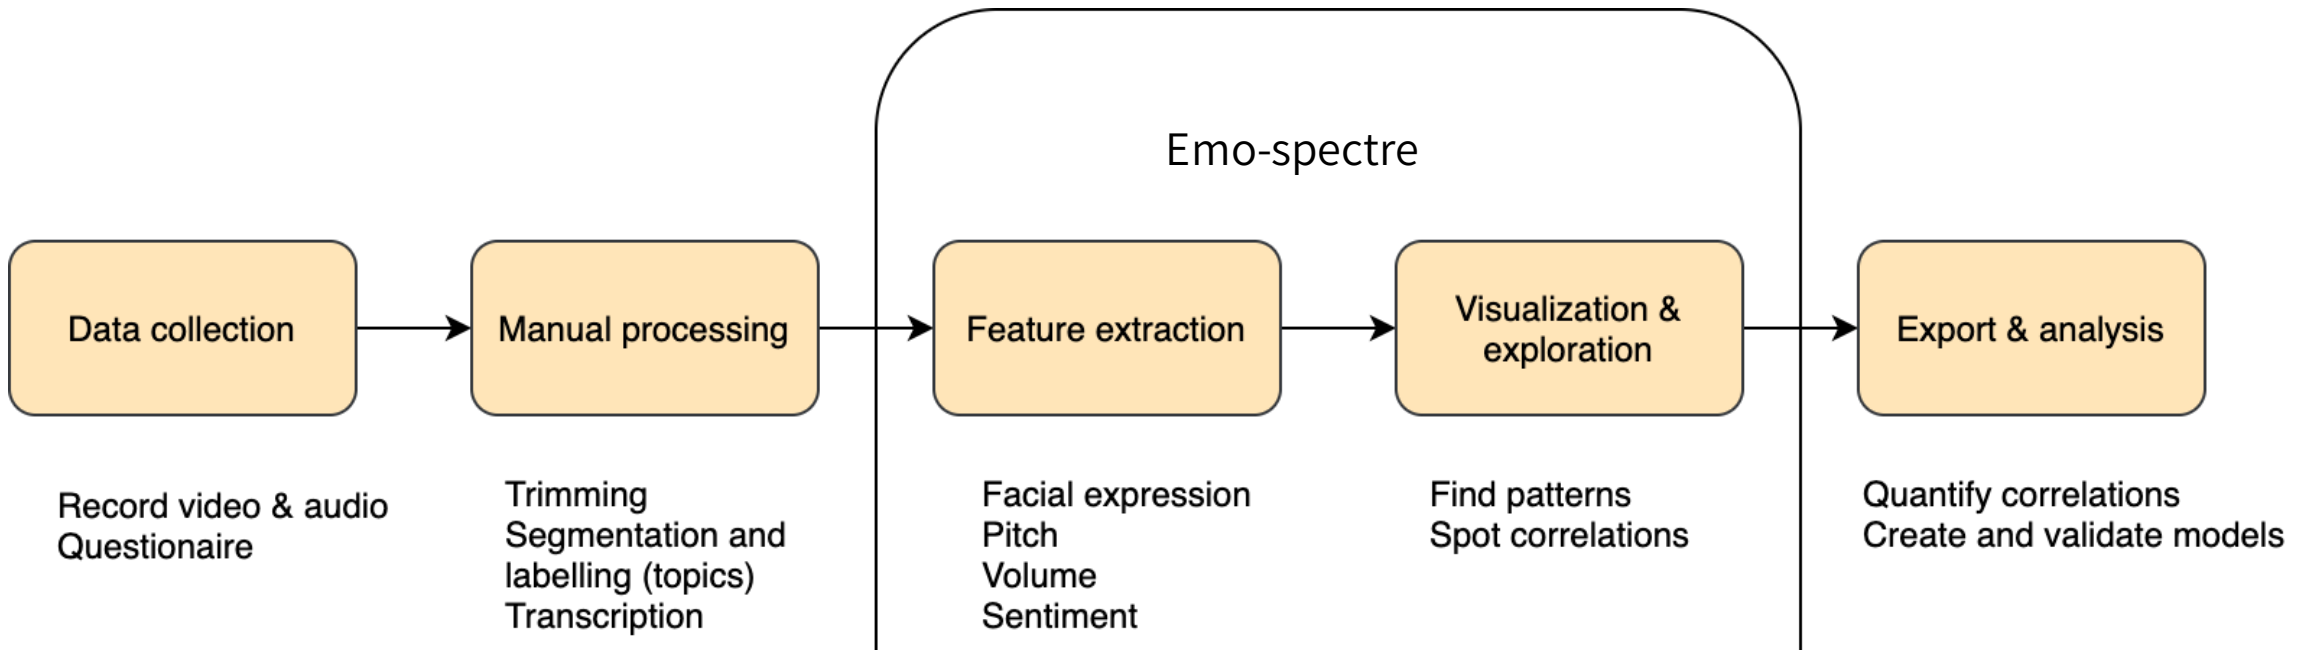 Emo-spectre
Data collection
Manual processing
Feature extraction
Visualization &
exploration
Export & analysis
Record video & audio
Questionaire
Trimming
Segmentation and
labelling (topics)
Transcription
Facial expression
Pitch
Volume
Sentiment
Find patterns
Spot correlations
Quantify correlations
Create and validate models